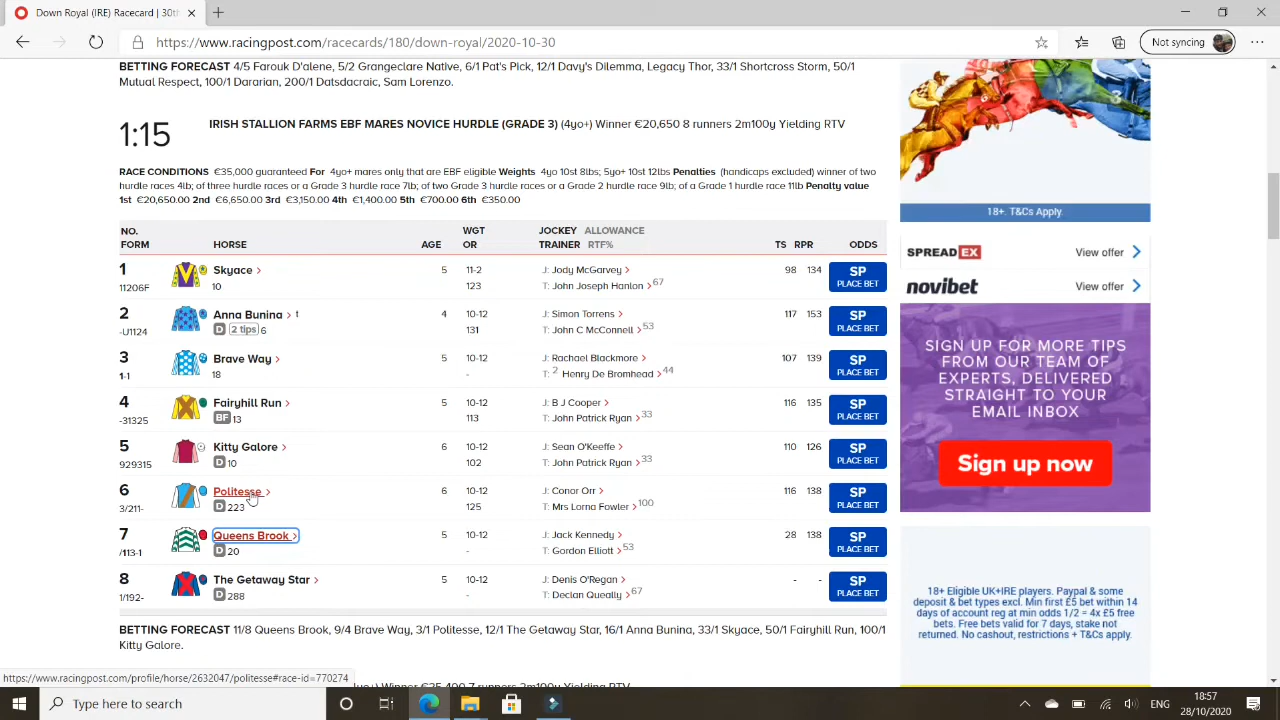 Down Royal (IRE) Racecard | 30th
https://www.racingpost.com/racecards/180/down-royal/2020-10-30
Not syncing
BETTING FORECAST 4/5 Farouk D'alene, 5/2 Grangeclare Native, 6/1 Pat's Pick, 12/1 Davy's Dilemma, Legacy Thor, 33/1 Shortcross Storm, 50/1
Mutual Respect, 100/1 Dararian, 200/1 Datsdacraic, Sam Lorenzo.
1:15
IRISH STALLION FARMS EBF MARES NOVICE HURDLE (GRADE 3) (4yo+) Winner €20,650 8 runners 2m100y Yielding RTV
RACE CONDITIONS €35,000 guaranteed For 4yo+ mares only that are EBF eligible Weights 4yo 10st 8lbs; 5yo+ 10st 12lbs Penalties (handicaps excluded) winner of two
hurdle races 4lb; of three hurdle races or a Grade 3 hurdle race 7lb; of two Grade 3 hurdle races or a Grade 2 hurdle race 9lb; of a Grade 1 hurdle race 11lb Penalty value
1st €20,650.00 2nd €6,650.00 3rd €3,150.00 4th €1,400.00 5th €700.00 6th €350.00
NO. WGT JOCKEY ALLOWANCE
FORM HORSE AGE OR TRAINER RTF% TS RPR ODDS
1 Skyace > 5 11-2 J: Jody McGarvey > 98 134 SP
11206F 10 123 T: John Joseph Hanlon > 67 PLACE BET
2 Anna Bunina > 1 4 10-12 J: Simon Torrens > 117 153 SP
-U1124 D 2 tips 6 131 T: John C McConnell > 53 PLACE BET
3 Brave Way > 5 10-12 J: Rachael Blackmore > 107 139 SP
1-1 18 - T: 2 Henry De Bromhead > 44 PLACE BET
4 Fairyhill Run > 5 10-12 J: B J Cooper > 116 135 SP
-31325 BF 13 113 T: John Patrick Ryan > 33 PLACE BET
5 Kitty Galore > 6 10-12 J: Sean O'Keeffe > 110 126 SP
929315 D 10 102 T: John Patrick Ryan > 33 PLACE BET
6 Politesse > 6 10-12 J: Conor Orr > 116 138 SP
3/211- D 223 125 T: Mrs Lorna Fowler > 100 PLACE BET
7 Queens Brook > 5 10-12 J: Jack Kennedy > 28 138 SP
/113-1 D 20 - T: Gordon Elliott > 53 PLACE BET
8 The Getaway Star > 5 10-12 J: Denis O'Regan > - - SP
1/192- D 288 - T: Declan Queally > 67 PLACE BET
BETTING FORECAST 11/8 Queens Brook, 9/4 Brave Way, 3/1 Politesse, 12/1 The Getaway Star, 16/1 Anna Bunina, 33/1 Skyace, 50/1 Fairyhill Run, 100/1
Kitty Galore.
18+. T&Cs Apply.
SPREADEX View offer
novibet View offer
SIGN UP FOR MORE TIPS
FROM OUR TEAM OF
EXPERTS, DELIVERED
STRAIGHT TO YOUR
EMAIL INBOX
Sign up now
18+ Eligible UK+IRE players. Paypal & some
deposit & bet types excl. Min first £5 bet within 14
days of account reg at min odds 1/2 = 4x £5 free
bets. Free bets valid for 7 days, stake not
returned. No cashout, restrictions + T&Cs apply.
https://www.racingpost.com/profile/horse/2632047/politesse#race-id=770274
Type here to search
ENG
18:57
28/10/2020